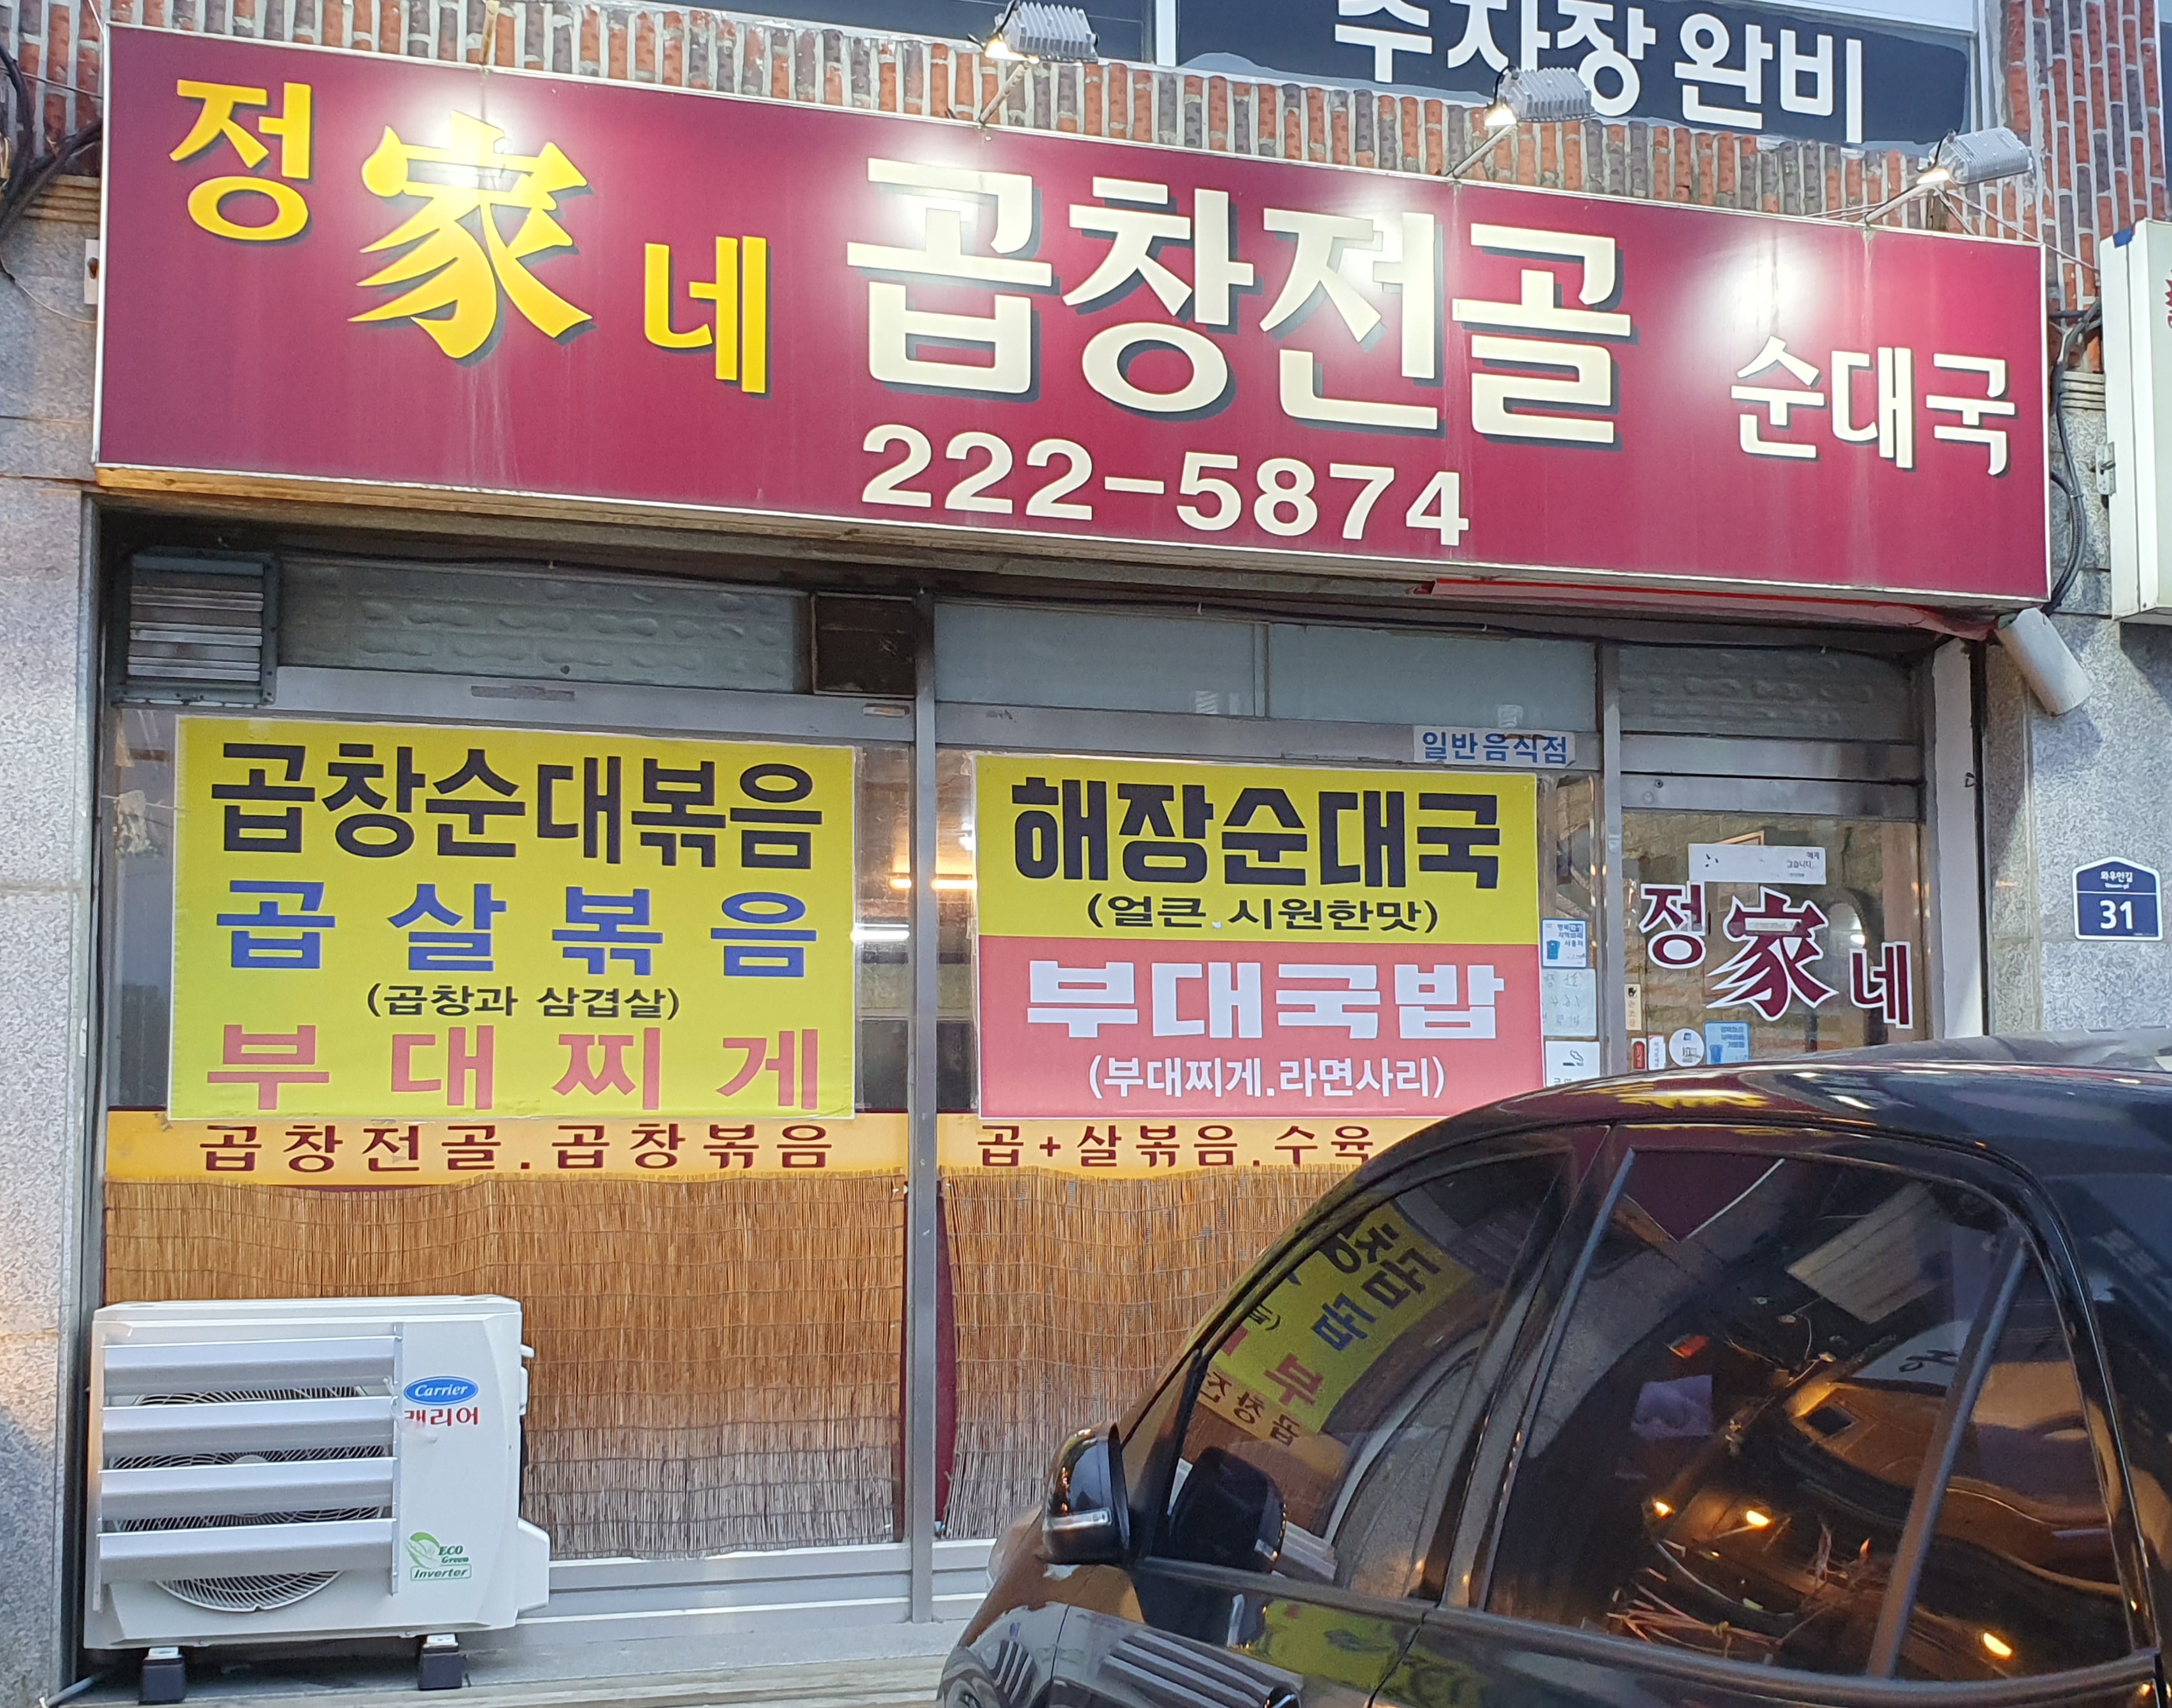 주차장 완비
정家네 곱창전골 순대국
222-5874
일반음식점
곱창순대볶음
곱살볶음
(곱창과 삼겹살)
부대찌게
곱창전골.곱창볶음
해장순대국
(얼큰 시원한맛)
부대국밥
(부대찌게.라면사리)
곱+살볶음.수육
정家네
와우안길
31
Carrier
캐리어
ECO
Green
Inverter